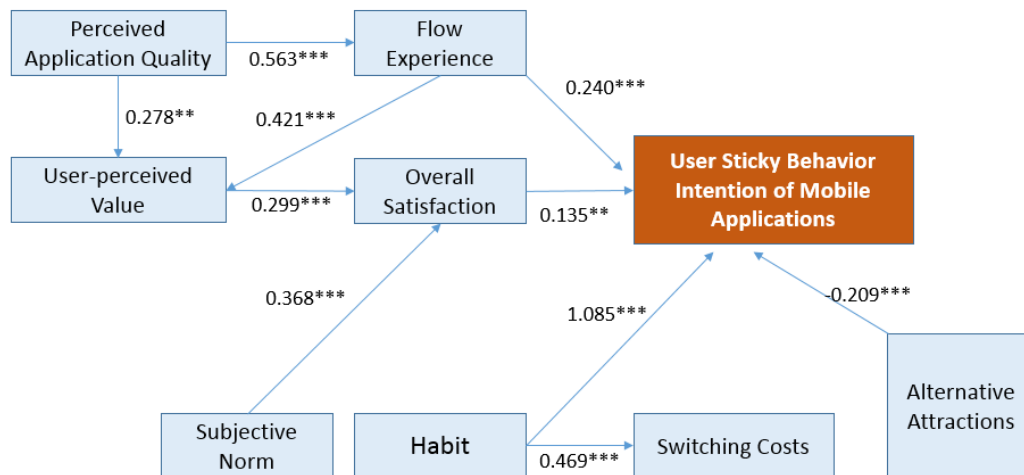 Perceived
Application Quality
0.563***
Flow
Experience
0.240***
0.278**
0.421***
User-perceived
Value
0.299***
Overall
Satisfaction
0.135**
User Sticky Behavior
Intention of Mobile
Applications
0.368***
1.085***
-0.209***
Alternative
Attractions
Subjective
Norm
Habit
0.469***
Switching Costs